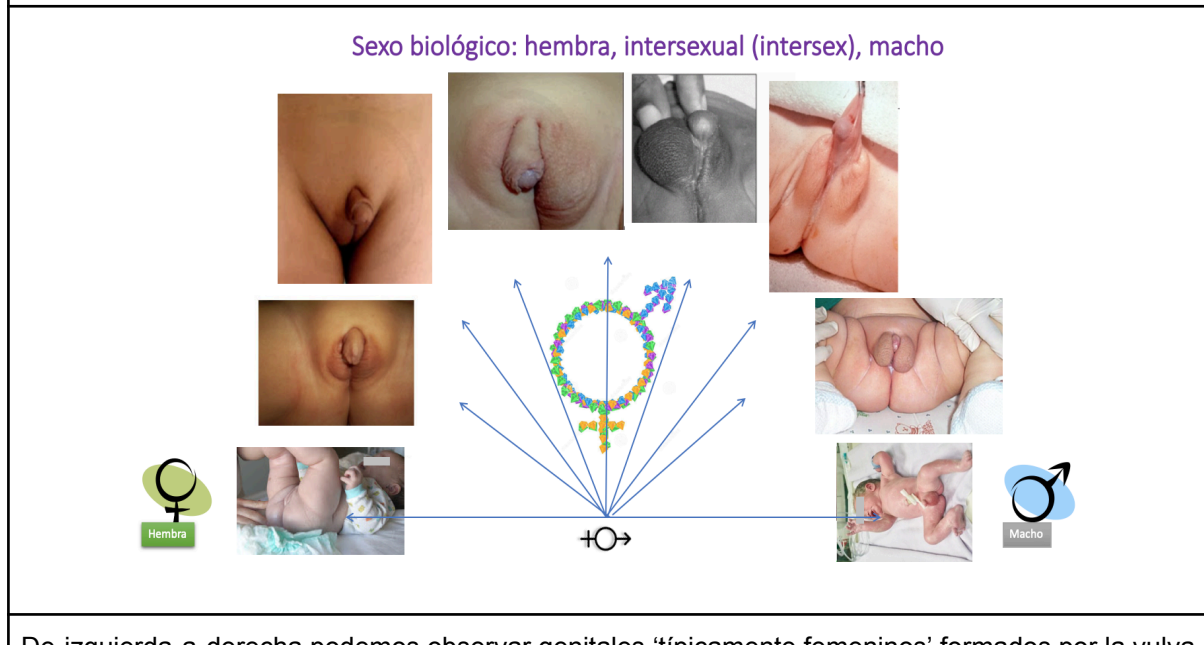 Sexo biológico: hembra, intersexual (intersex), macho
Hembra
Macho
De izquierda a derecha podemos observar genitales ‘típicamente femeninos’ formados por la vulva